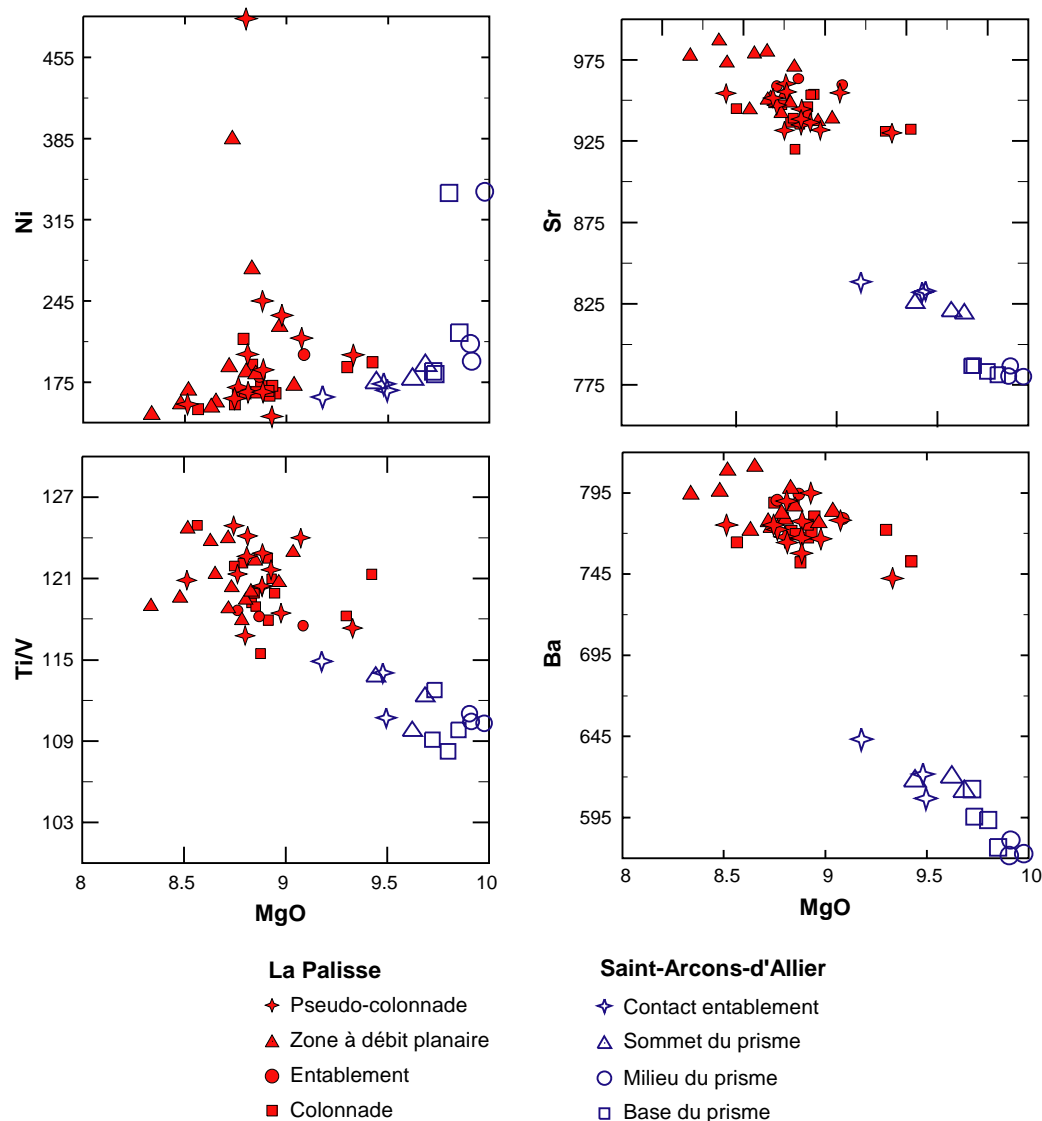 455
385
315
245
175
Ni
975
925
875
825
775
Sr
127
121
115
109
103
Ti/V
8
8.5
9
9.5
10
MgO
795
745
695
645
595
Ba
8
8.5
9
9.5
10
MgO
La Palisse
Pseudo-colonnade
Zone à débit planaire
Entablement
Colonnade
Saint-Arcons-d'Allier
Contact entablement
Sommet du prisme
Milieu du prisme
Base du prisme